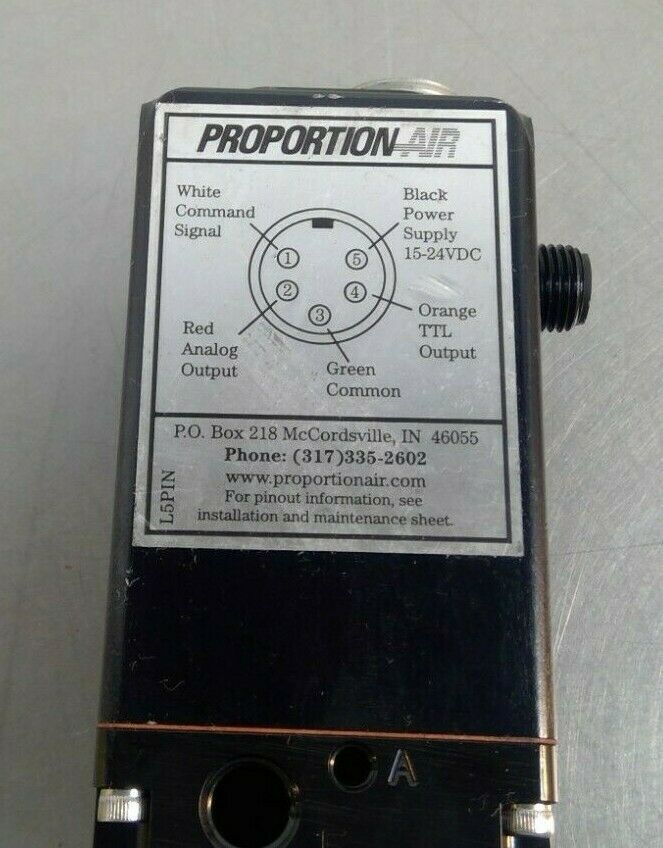 PROPORTION-AIR
White
Command
Signal
Black
Power
Supply
15-24VDC
1
5
2
4
3
Red
Analog
Output
Green
Common
Orange
TTL
Output
P.O. Box 218 McCordsville, IN 46055
Phone: (317)335-2602
www.proportionair.com
For pinout information, see
installation and maintenance sheet.
L5PIN
A